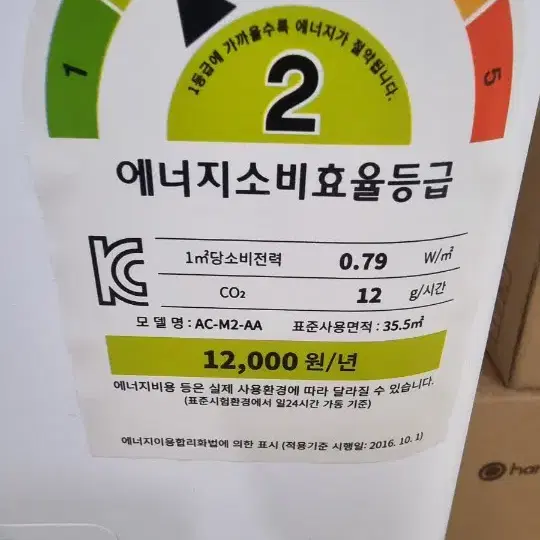 1등급에 가까울수록 에너지가 절약됩니다.
1
2
5
에너지소비효율등급
1㎡당소비전력 0.79 W/㎡
CO₂ 12 g/시간
모 델 명 : AC-M2-AA 표준사용면적 : 35.5㎡
12,000 원/년
에너지비용 등은 실제 사용환경에 따라 달라질 수 있습니다.
(표준시험환경에서 일24시간 가동 기준)
에너지이용합리화법에 의한 표시 (적용기준 시행일: 2016. 10. 1)